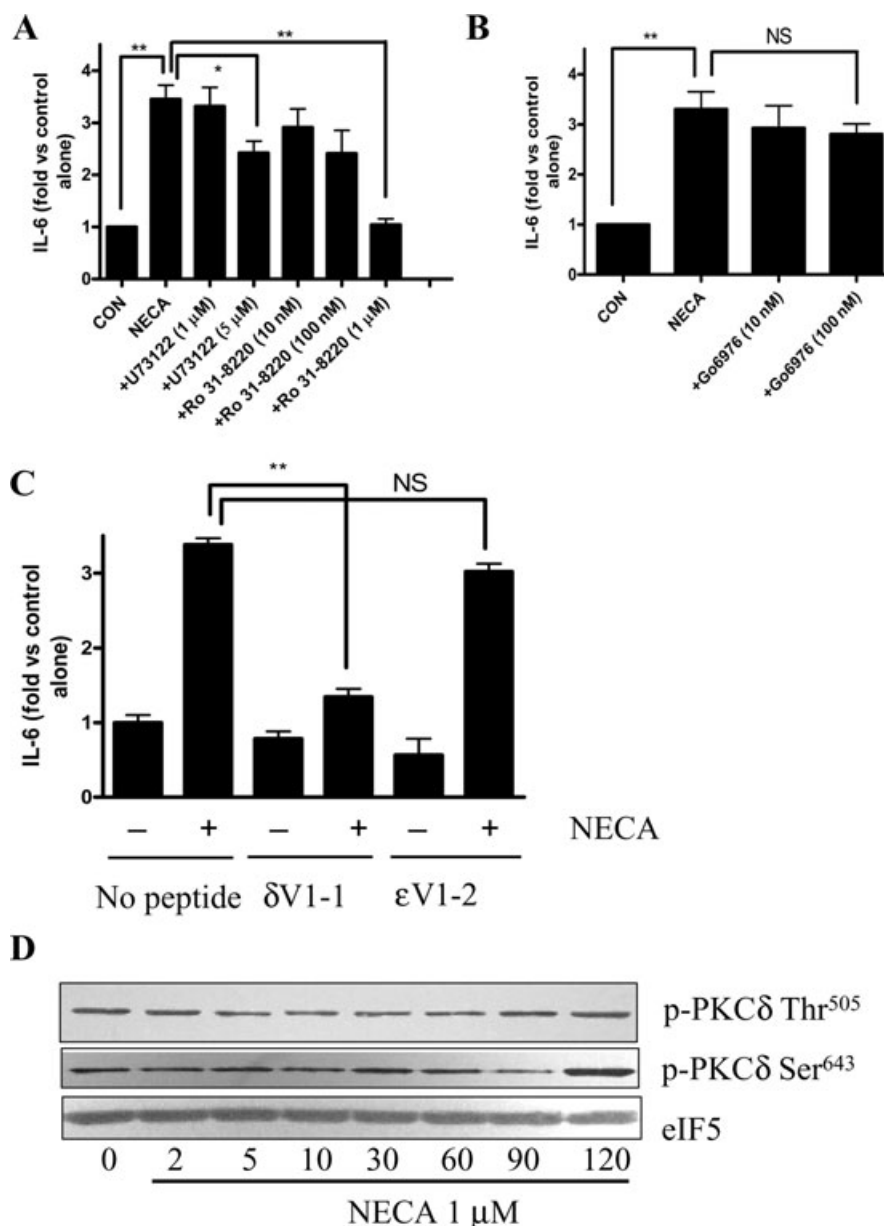 A
**
**
*
IL-6 (fold vs control alone)
4
3
2
1
0
CON
NECA
+U73122 (1 μM)
+U73122 (5 μM)
+Ro 31-8220 (10 nM)
+Ro 31-8220 (100 nM)
+Ro 31-8220 (1 μM)
B
**
NS
IL-6 (fold vs control alone)
4
3
2
1
0
CON
NECA
+Go6976 (10 nM)
+Go6976 (100 nM)
C
**
NS
IL-6 (fold vs control alone)
3
2
1
0
– + – + – + NECA
No peptide δV1-1 εV1-2
D
p-PKCδ Thr⁵⁰⁵
p-PKCδ Ser⁶⁴³
eIF5
0 2 5 10 30 60 90 120
NECA 1 μM